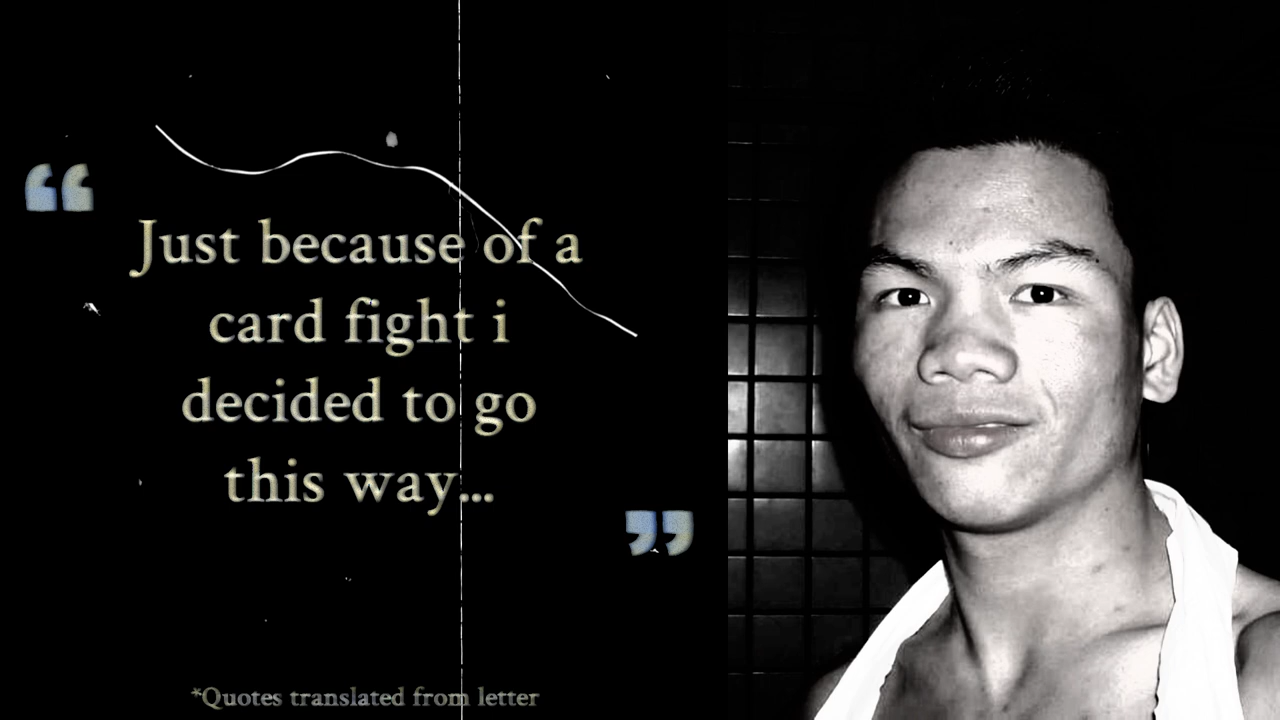 “
Just because of a
card fight i
decided to go
this way...
”
*Quotes translated from letter